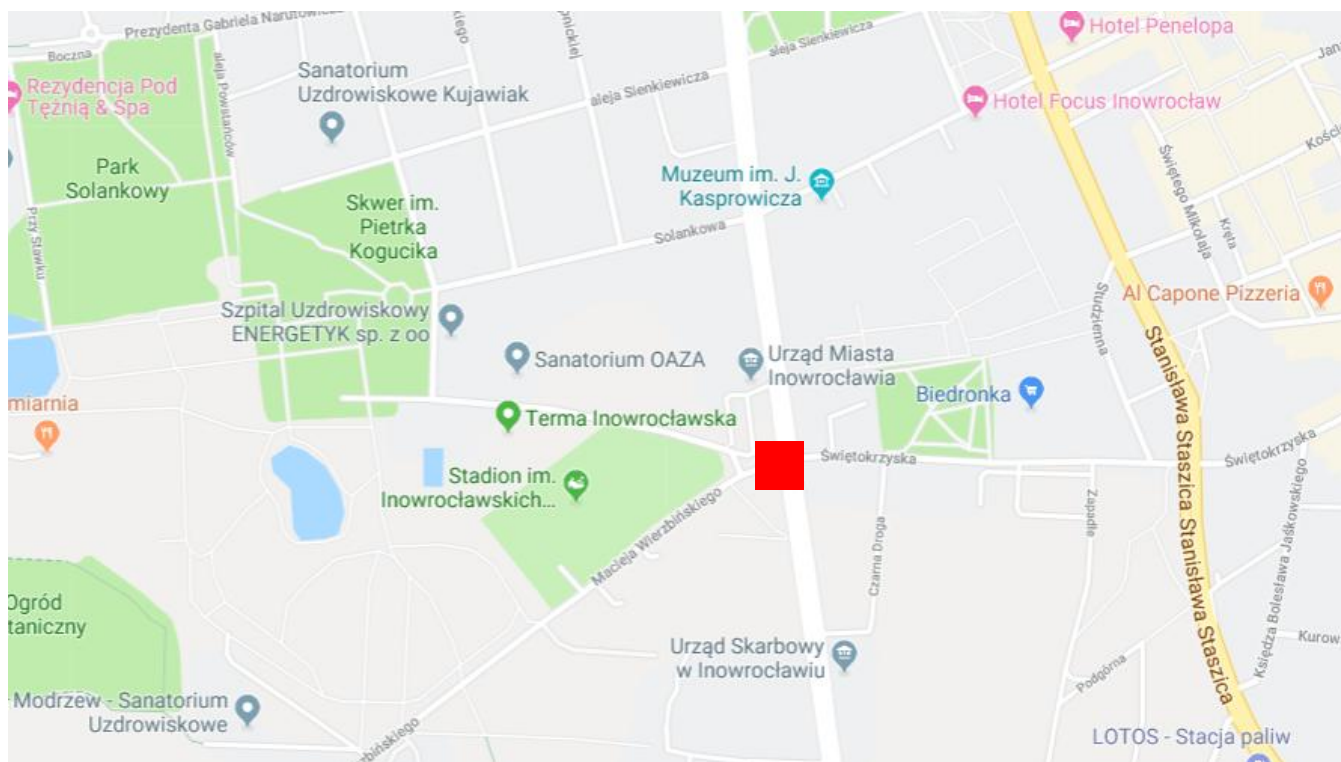 Prezydenta Gabriela Narutowicza
Boczna
Rezydencja Pod
Tężnią & Spa
aleja Powstańców
Sanatorium
Uzdrowiskowe Kujawiak
aleja Sienkiewicza
aleja Sienkiewicza
Hotel Penelopa
Hotel Focus Inowrocław
Park
Solankowy
Przy Stawku
Skwer im.
Pietrka
Kogucika
Muzeum im. J.
Kasprowicza
Solankowa
Świętego Mikołaja
Kręta
Szpital Uzdrowiskowy
ENERGETYK sp. z oo
Sanatorium OAZA
Urząd Miasta
Inowrocławia
Studzienna
Al Capone Pizzeria
Biedronka
miarnia
Terma Inowrocławska
Stadion im.
Inowrocławskich...
Świętokrzyska
Świętokrzyska
Stanisława Staszica Stanisława Staszica
Macieja Wierzbińskiego
Czarna Droga
Zapadłe
Księdza Bolesława Jaśkowskiego
Ogród
taniczny
Urząd Skarbowy
w Inowrocławiu
Podgórna
Kurow
Modrzew - Sanatorium
Uzdrowiskowe
zbińskiego
LOTOS - Stacja paliw